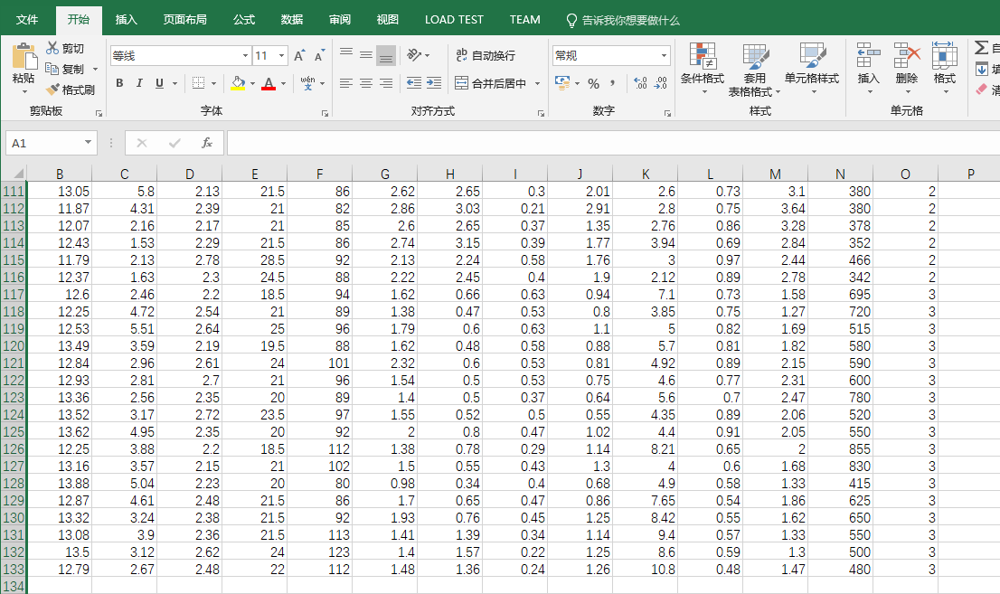 文件 开始 插入 页面布局 公式 数据 审阅 视图 LOAD TEST TEAM 告诉我你想要做什么
剪切
复制
格式刷
粘贴
剪贴板
等线 11
B I U
wén
文
字体
自动换行
合并后居中
对齐方式
常规
% ,
数字
条件格式
套用
表格格式
单元格样式
样式
插入 删除 格式
单元格
A1 fx
B C D E F G H I J K L M N O P
111 13.05 5.8 2.13 21.5 86 2.62 2.65 0.3 2.01 2.6 0.73 3.1 380 2
112 11.87 4.31 2.39 21 82 2.86 3.03 0.21 2.91 2.8 0.75 3.64 380 2
113 12.07 2.16 2.17 21 85 2.6 2.65 0.37 1.35 2.76 0.86 3.28 378 2
114 12.43 1.53 2.29 21.5 86 2.74 3.15 0.39 1.77 3.94 0.69 2.84 352 2
115 11.79 2.13 2.78 28.5 92 2.13 2.24 0.58 1.76 3 0.97 2.44 466 2
116 12.37 1.63 2.3 24.5 88 2.22 2.45 0.4 1.9 2.12 0.89 2.78 342 2
117 12.6 2.46 2.2 18.5 94 1.62 0.66 0.63 0.94 7.1 0.73 1.58 695 3
118 12.25 4.72 2.54 21 89 1.38 0.47 0.53 0.8 3.85 0.75 1.27 720 3
119 12.53 5.51 2.64 25 96 1.79 0.6 0.63 1.1 5 0.82 1.69 515 3
120 13.49 3.59 2.19 19.5 88 1.62 0.48 0.58 0.88 5.7 0.81 1.82 580 3
121 12.84 2.96 2.61 24 101 2.32 0.6 0.53 0.81 4.92 0.89 2.15 590 3
122 12.93 2.81 2.7 21 96 1.54 0.5 0.53 0.75 4.6 0.77 2.31 600 3
123 13.36 2.56 2.35 20 89 1.4 0.5 0.37 0.64 5.6 0.7 2.47 780 3
124 13.52 3.17 2.72 23.5 97 1.55 0.52 0.5 0.55 4.35 0.89 2.06 520 3
125 13.62 4.95 2.35 20 92 2 0.8 0.47 1.02 4.4 0.91 2.05 550 3
126 12.25 3.88 2.2 18.5 112 1.38 0.78 0.29 1.14 8.21 0.65 2 855 3
127 13.16 3.57 2.15 21 102 1.5 0.55 0.43 1.3 4 0.6 1.68 830 3
128 13.88 5.04 2.23 20 80 0.98 0.34 0.4 0.68 4.9 0.58 1.33 415 3
129 12.87 4.61 2.48 21.5 86 1.7 0.65 0.47 0.86 7.65 0.54 1.86 625 3
130 13.32 3.24 2.38 21.5 92 1.93 0.76 0.45 1.25 8.42 0.55 1.62 650 3
131 13.08 3.9 2.36 21.5 113 1.41 1.39 0.34 1.14 9.4 0.57 1.33 550 3
132 13.5 3.12 2.62 24 123 1.4 1.57 0.22 1.25 8.6 0.59 1.3 500 3
133 12.79 2.67 2.48 22 112 1.48 1.36 0.24 1.26 10.8 0.48 1.47 480 3
134